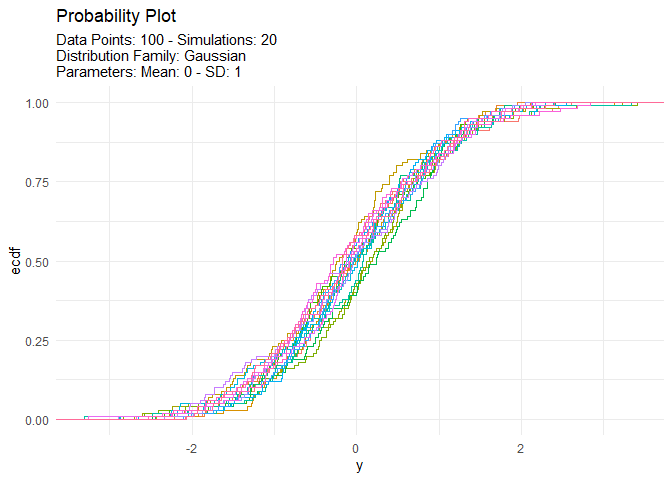 Probability Plot
Data Points: 100 - Simulations: 20
Distribution Family: Gaussian
Parameters: Mean: 0 - SD: 1
1.00
0.75
0.50
0.25
0.00
ecdf
-2
0
2
y